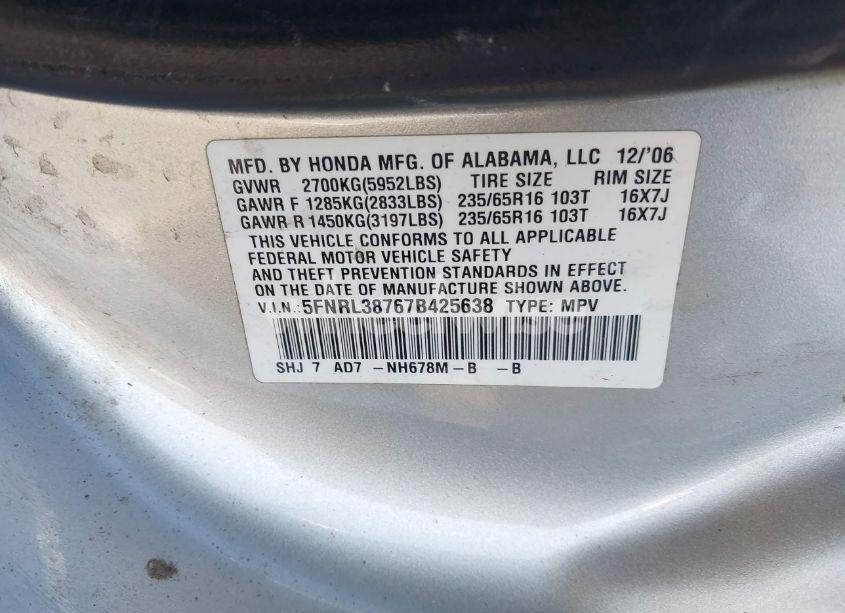 MFD. BY HONDA MFG. OF ALABAMA, LLC 12/'06
GVWR 2700KG(5952LBS) TIRE SIZE RIM SIZE
GAWR F 1285KG(2833LBS) 235/65R16 103T 16X7J
GAWR R 1450KG(3197LBS) 235/65R16 103T 16X7J
THIS VEHICLE CONFORMS TO ALL APPLICABLE
FEDERAL MOTOR VEHICLE SAFETY
AND THEFT PREVENTION STANDARDS IN EFFECT
ON THE DATE OF MANUFACTURE SHOWN ABOVE.
V.I.N.: 5FNRL38767B425638 TYPE: MPV
SHJ 7 AD7 -NH678M-B -B